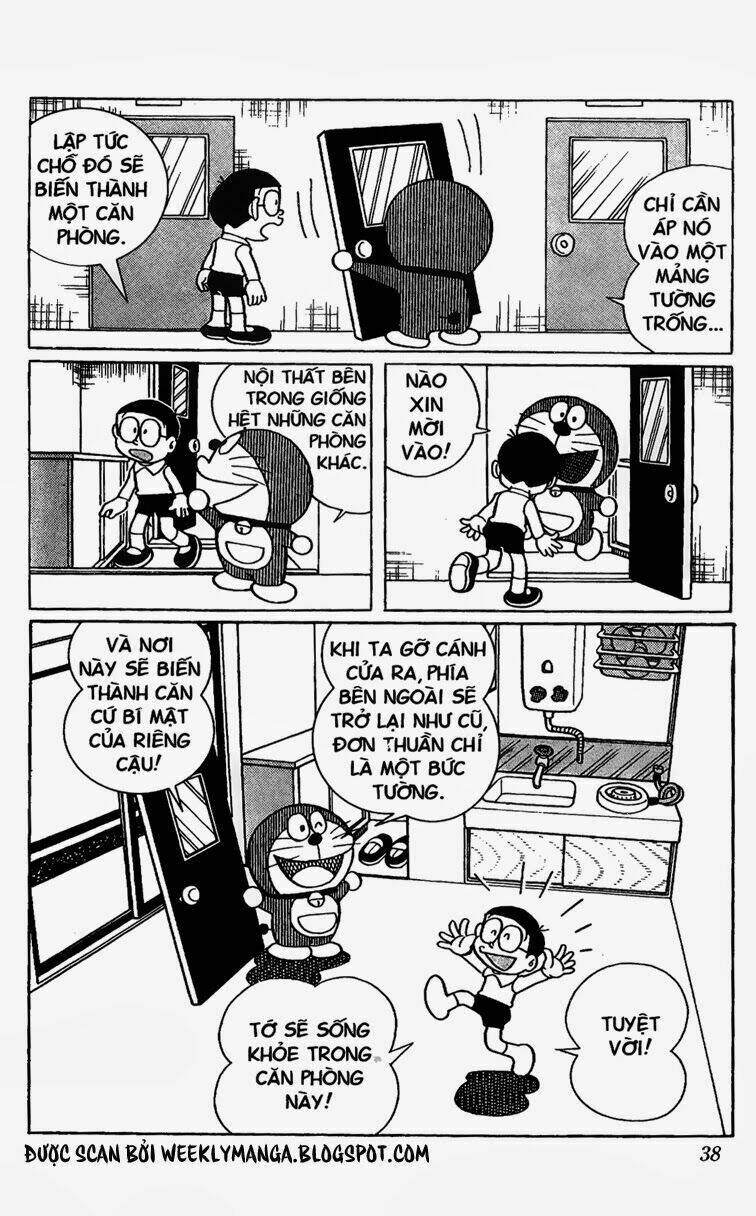 CHỈ CẦN
ÁP NÓ
VÀO MỘT
MẢNG
TƯỜNG
TRỐNG...
LẬP TỨC
CHỖ ĐÓ SẼ
BIẾN THÀNH
MỘT CĂN
PHÒNG.
NÀO
XIN
MỜI
VÀO!
NỘI THẤT BÊN
TRONG GIỐNG
HỆT NHỮNG CĂN
PHÒNG
KHÁC.
KHI TA GỠ CÁNH
CỬA RA, PHÍA
BÊN NGOÀI SẼ
TRỞ LẠI NHƯ CŨ,
ĐƠN THUẦN CHỈ
LÀ MỘT BỨC
TƯỜNG.
VÀ NƠI
NÀY SẼ BIẾN
THÀNH CĂN
CỨ BÍ MẬT
CỦA RIÊNG
CẬU!
TUYỆT
VỜI!
TỚ SẼ SỐNG
KHỎE TRONG
CĂN PHÒNG
NÀY!
ĐƯỢC SCAN BỞI WEEKLYMANGA.BLOGSPOT.COM
38